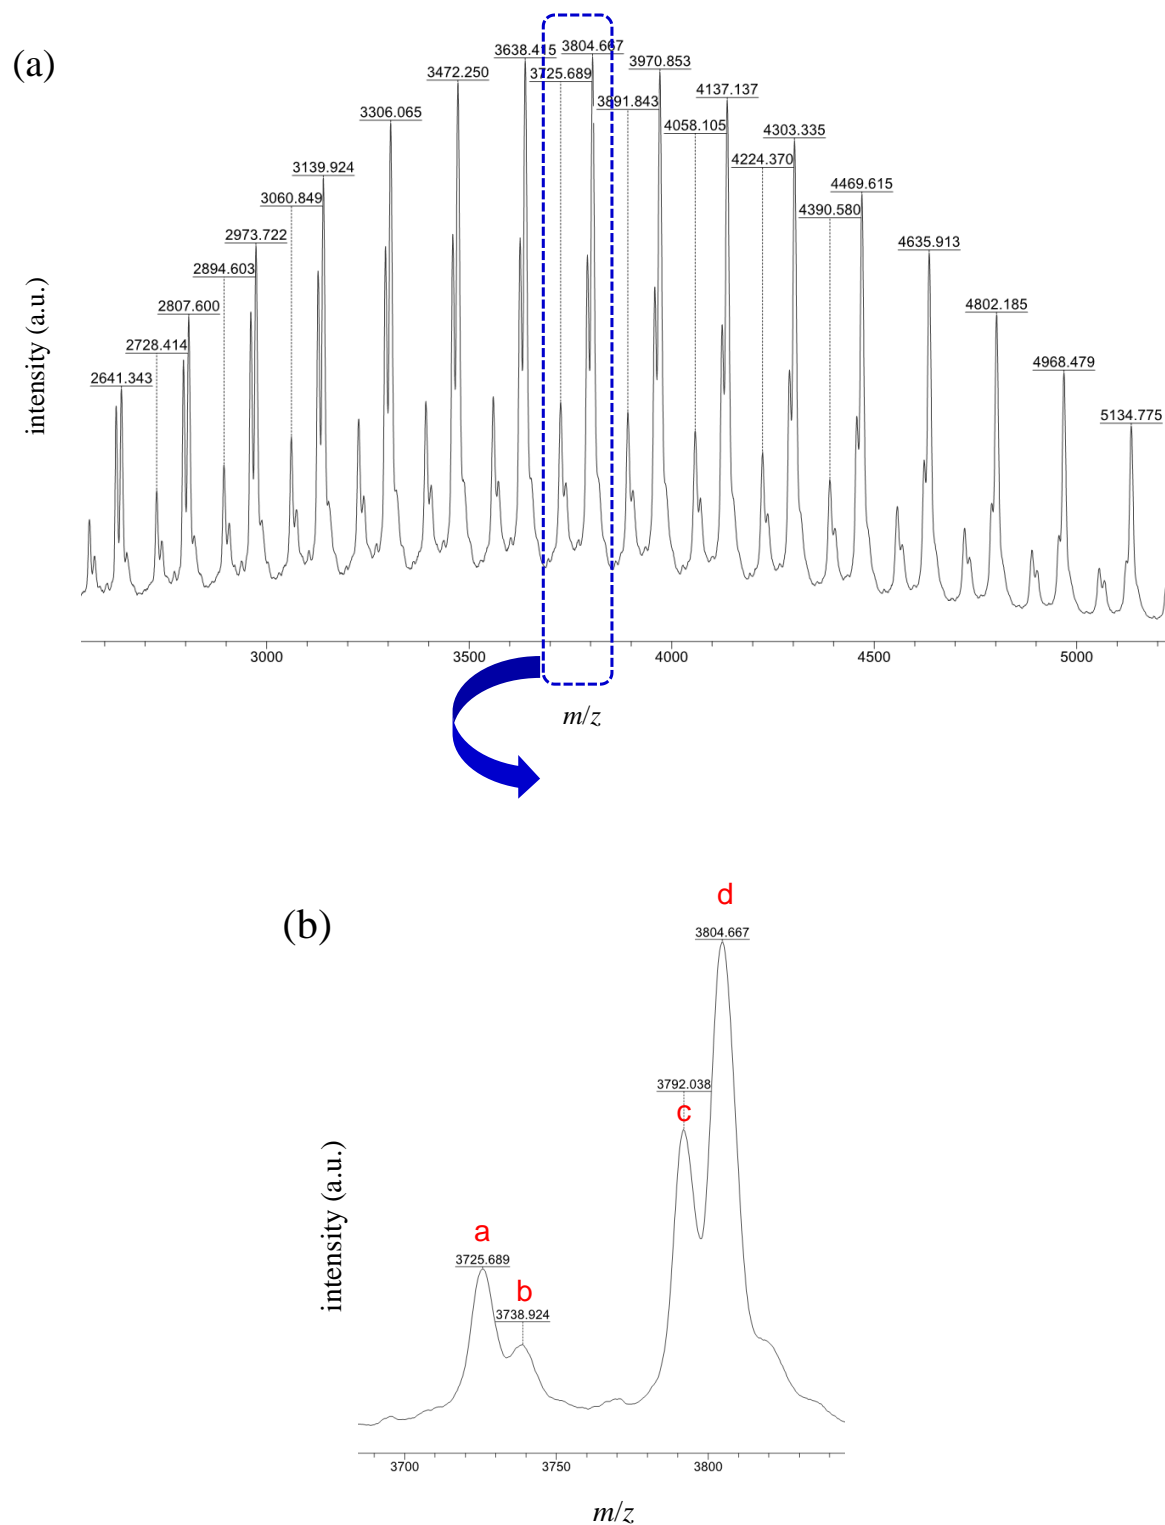 (a)
3638.415
3804.667
3472.250
3725.689
3970.853
3306.065
3891.843
4137.137
4058.105
4303.335
3139.924
4224.370
4469.615
3060.849
4390.580
2973.722
4635.913
2894.603
2807.600
4802.185
2728.414
4968.479
2641.343
5134.775
intensity (a.u.)
3000 3500 4000 4500 5000
m/z
(b)
d
3804.667
3792.038
c
a
3725.689
b
3738.924
intensity (a.u.)
3700 3750 3800
m/z